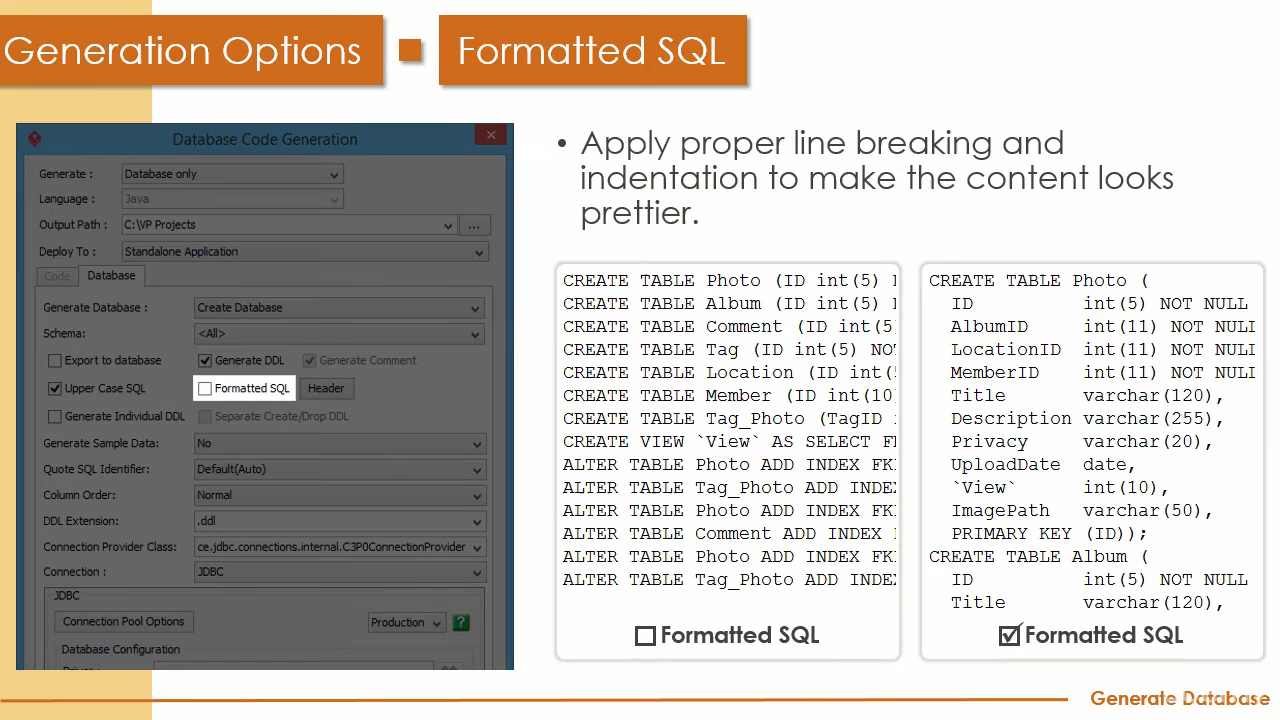 Generation Options
Formatted SQL
Database Code Generation
Generate :
Database only
Language :
Java
Output Path :
C:\VP Projects
...
Deploy To :
Standalone Application
Code
Database
Generate Database :
Create Database
Schema:
<All>
Export to database
Generate DDL
Generate Comment
Upper Case SQL
Formatted SQL
Header
Generate Individual DDL
Separate Create/Drop DDL
Generate Sample Data:
No
Quote SQL Identifier:
Default(Auto)
Column Order:
Normal
DDL Extension:
.ddl
Connection Provider Class:
ce.jdbc.connections.internal.C3P0ConnectionProvider
Connection :
JDBC
JDBC
Connection Pool Options
Production
?
Database Configuration
• Apply proper line breaking and
indentation to make the content looks
prettier.
CREATE TABLE Photo (ID int(5)
CREATE TABLE Album (ID int(5)
CREATE TABLE Comment (ID int(5
CREATE TABLE Tag (ID int(5) NO
CREATE TABLE Location (ID int(
CREATE TABLE Member (ID int(10
CREATE TABLE Tag_Photo (TagID
CREATE VIEW `View` AS SELECT F
ALTER TABLE Photo ADD INDEX FK
ALTER TABLE Tag_Photo ADD INDE
ALTER TABLE Photo ADD INDEX FK
ALTER TABLE Comment ADD INDEX
ALTER TABLE Photo ADD INDEX FK
ALTER TABLE Tag_Photo ADD INDE
Formatted SQL
CREATE TABLE Photo (
ID int(5) NOT NULL
AlbumID int(11) NOT NUL
LocationID int(11) NOT NUL
MemberID int(11) NOT NUL
Title varchar(120),
Description varchar(255),
Privacy varchar(20),
UploadDate date,
`View` int(10),
ImagePath varchar(50),
PRIMARY KEY (ID));
CREATE TABLE Album (
ID int(5) NOT NULL
Title varchar(120),
Formatted SQL
Generate Database